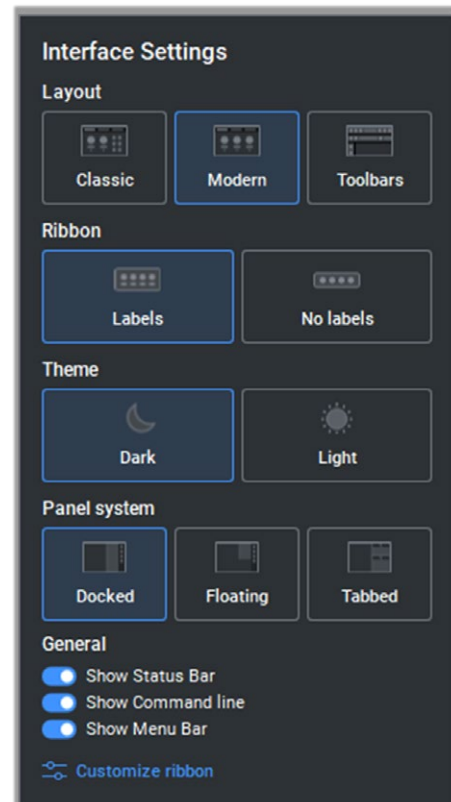 Interface Settings
Layout
Classic Modern Toolbars
Ribbon
Labels No labels
Theme
Dark Light
Panel system
Docked Floating Tabbed
General
Show Status Bar
Show Command line
Show Menu Bar
Customize ribbon